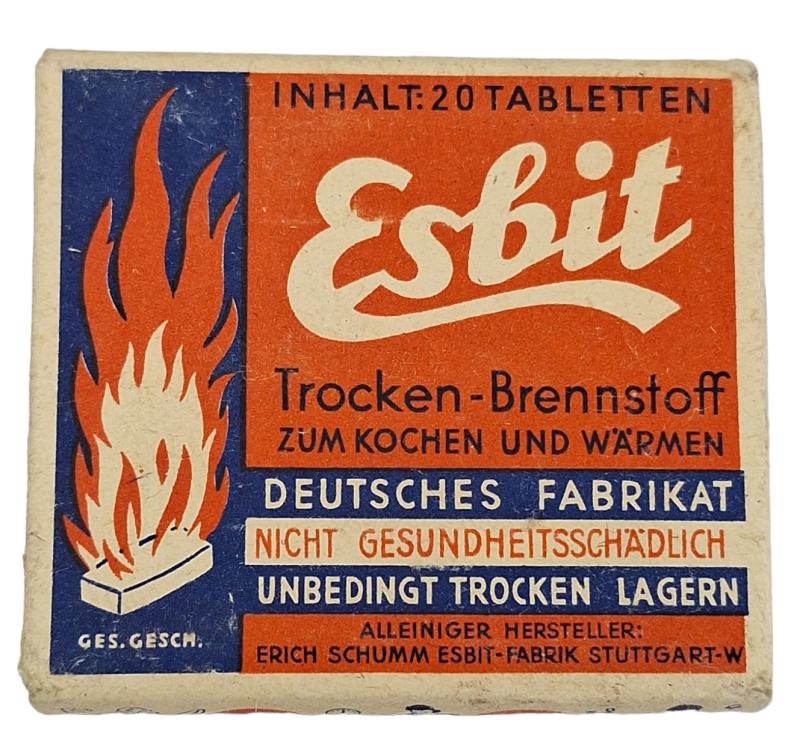 INHALT: 20 TABLETTEN
Esbit
Trocken-Brennstoff
ZUM KOCHEN UND WÄRMEN
DEUTSCHES FABRIKAT
NICHT GESUNDHEITSSCHÄDLICH
UNBEDINGT TROCKEN LAGERN
ALLEINIGER HERSTELLER:
ERICH SCHUMM ESBIT-FABRIK STUTTGART-W
GES. GESCH.